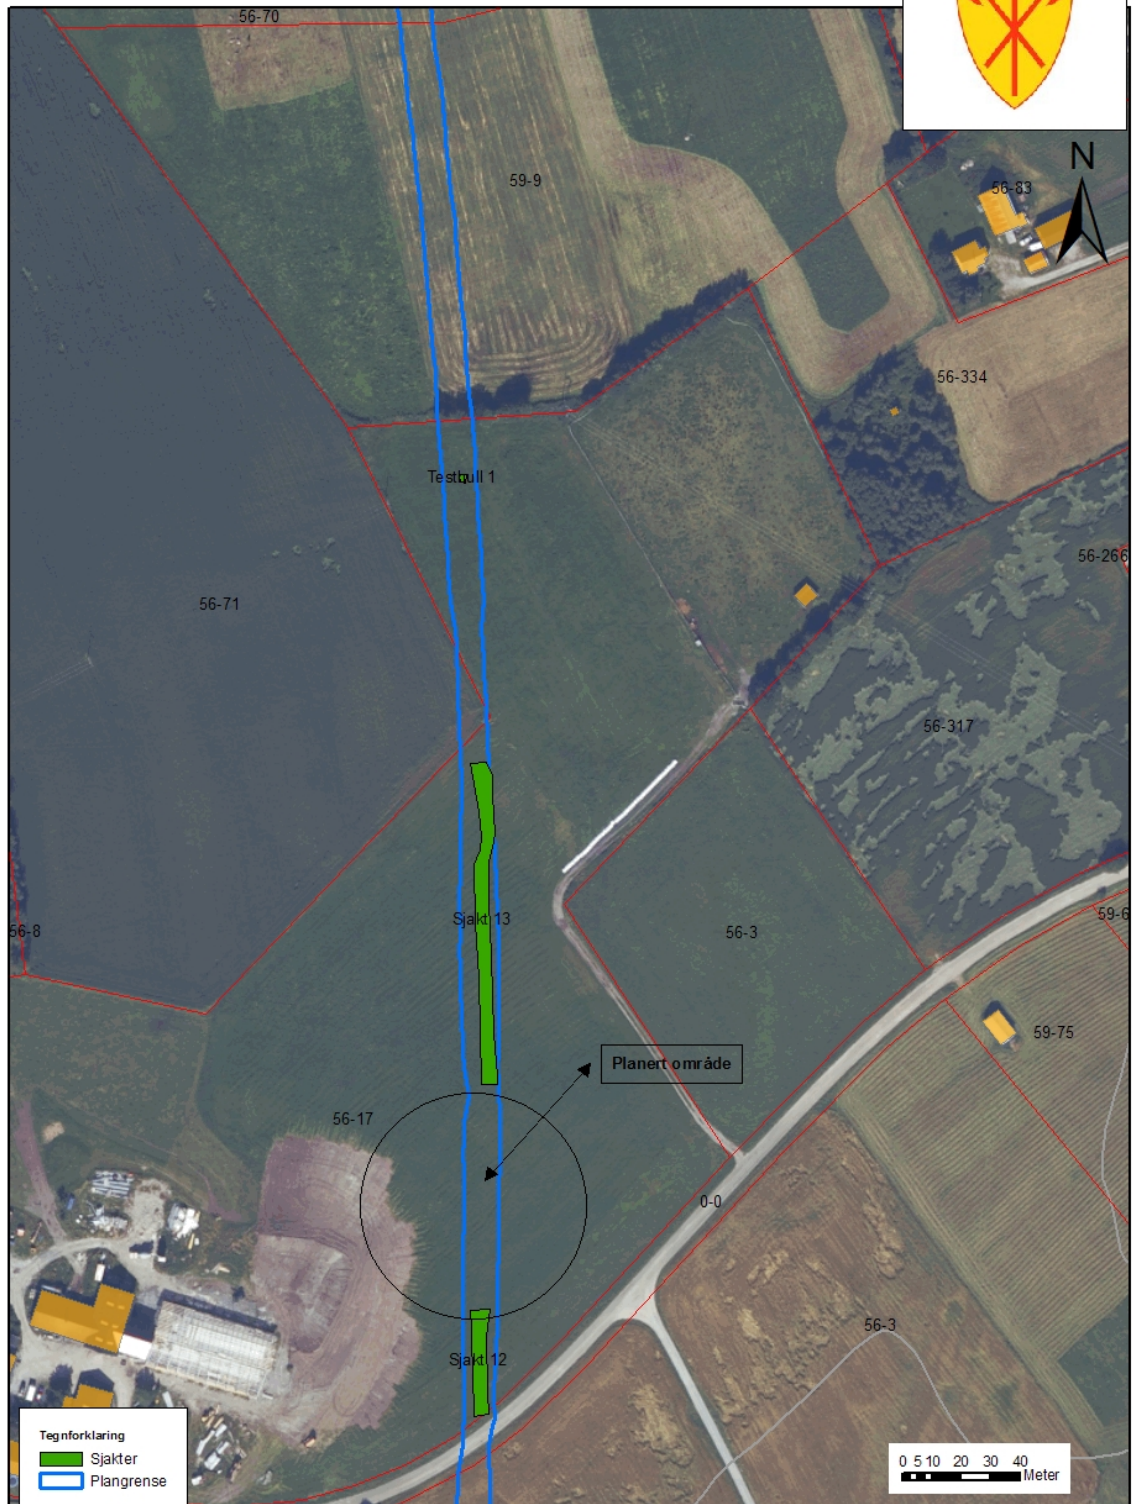 56-70
N
56-83
59-9
56-334
Testhull 1
56-266
56-71
56-317
Sjakt 13
56-8
56-3
59-6
59-75
Planert område
56-17
0-0
56-3
Sjakt 12
Tegnforklaring
Sjakter
Plangrense
0 5 10 20 30 40
Meter